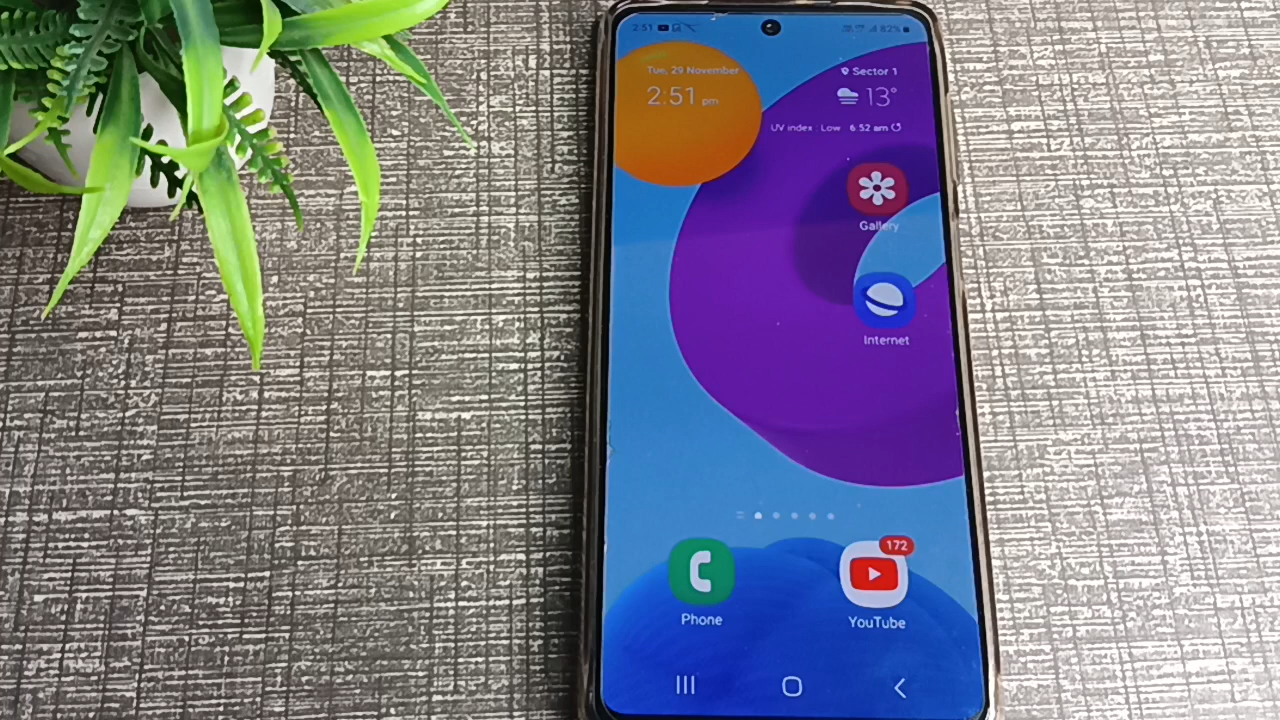 2:51
82%
Tue, 29 November
2:51 pm
Sector 1
13°
UV index : Low 6:52 am
Gallery
Internet
172
Phone
YouTube